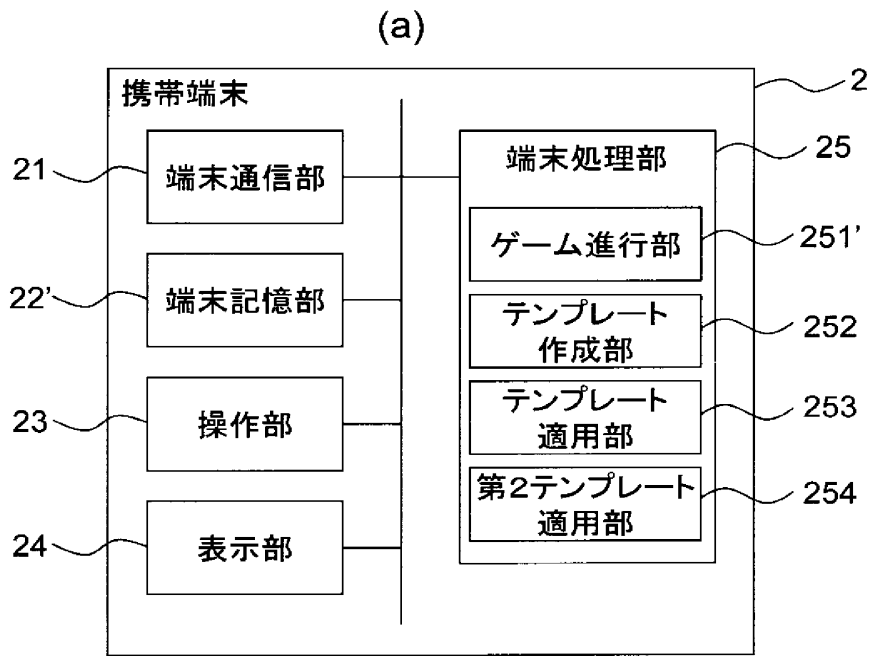 (a)
携帯端末
2
21
端末通信部
22'
端末記憶部
23
操作部
24
表示部
端末処理部
25
ゲーム進行部
251'
テンプレート
作成部
252
テンプレート
適用部
253
第2テンプレート
適用部
254